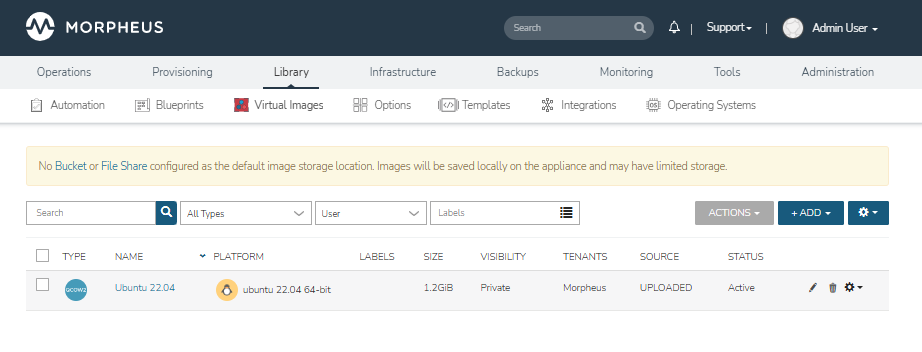 MORPHEUS
Search
Support
Admin User
Operations Provisioning Library Infrastructure Backups Monitoring Tools Administration
Automation Blueprints Virtual Images Options Templates Integrations Operating Systems
No Bucket or File Share configured as the default image storage location. Images will be saved locally on the appliance and may have limited storage.
Search All Types User Labels ACTIONS + ADD
TYPE NAME PLATFORM LABELS SIZE VISIBILITY TENANTS SOURCE STATUS
QCOW2 Ubuntu 22.04 ubuntu 22.04 64-bit 1.2GiB Private Morpheus UPLOADED Active